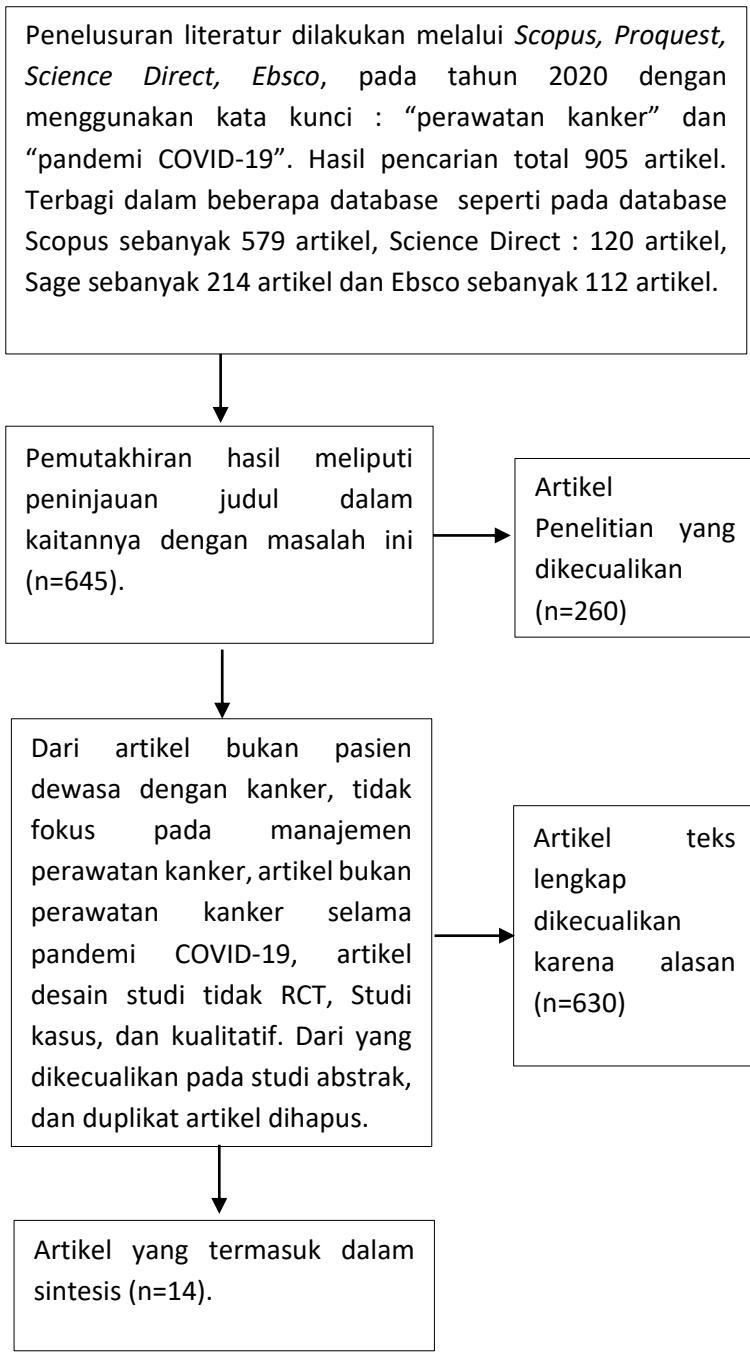 Penelusuran literatur dilakukan melalui Scopus, Proquest,
Science Direct, Ebsco, pada tahun 2020 dengan
menggunakan kata kunci : “perawatan kanker” dan
“pandemi COVID-19”. Hasil pencarian total 905 artikel.
Terbagi dalam beberapa database seperti pada database
Scopus sebanyak 579 artikel, Science Direct : 120 artikel,
Sage sebanyak 214 artikel dan Ebsco sebanyak 112 artikel.
Pemutakhiran hasil meliputi
peninjauan judul dalam
kaitannya dengan masalah ini
(n=645).
Artikel
Penelitian yang
dikecualikan
(n=260)
Dari artikel bukan pasien
dewasa dengan kanker, tidak
fokus pada manajemen
perawatan kanker, artikel bukan
perawatan kanker selama
pandemi COVID-19, artikel
desain studi tidak RCT, Studi
kasus, dan kualitatif. Dari yang
dikecualikan pada studi abstrak,
dan duplikat artikel dihapus.
Artikel teks
lengkap
dikecualikan
karena alasan
(n=630)
Artikel yang termasuk dalam
sintesis (n=14).